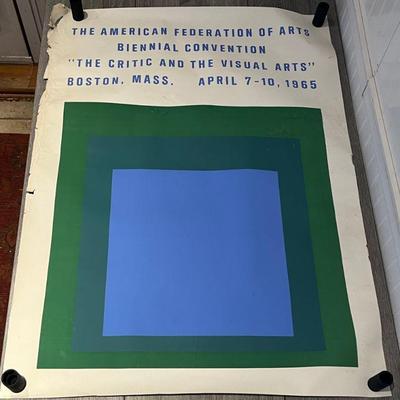 THE AMERICAN FEDERATION OF ARTS
BIENNIAL CONVENTION
"THE CRITIC AND THE VISUAL ARTS"
BOSTON, MASS. APRIL 7-10, 1965